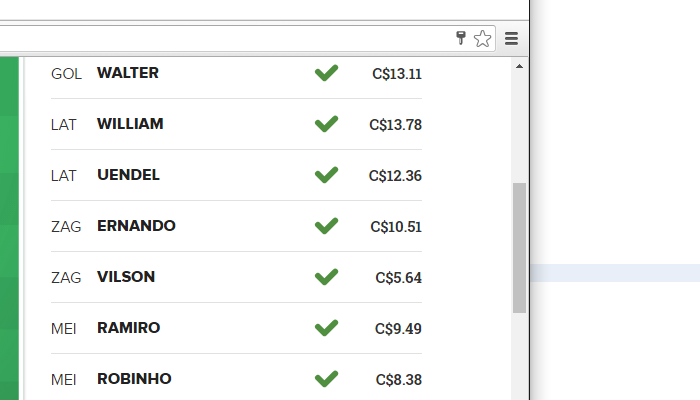 GOL WALTER C$13.11
LAT WILLIAM C$13.78
LAT UENDEL C$12.36
ZAG ERNANDO C$10.51
ZAG VILSON C$5.64
MEI RAMIRO C$9.49
MEI ROBINHO C$8.38